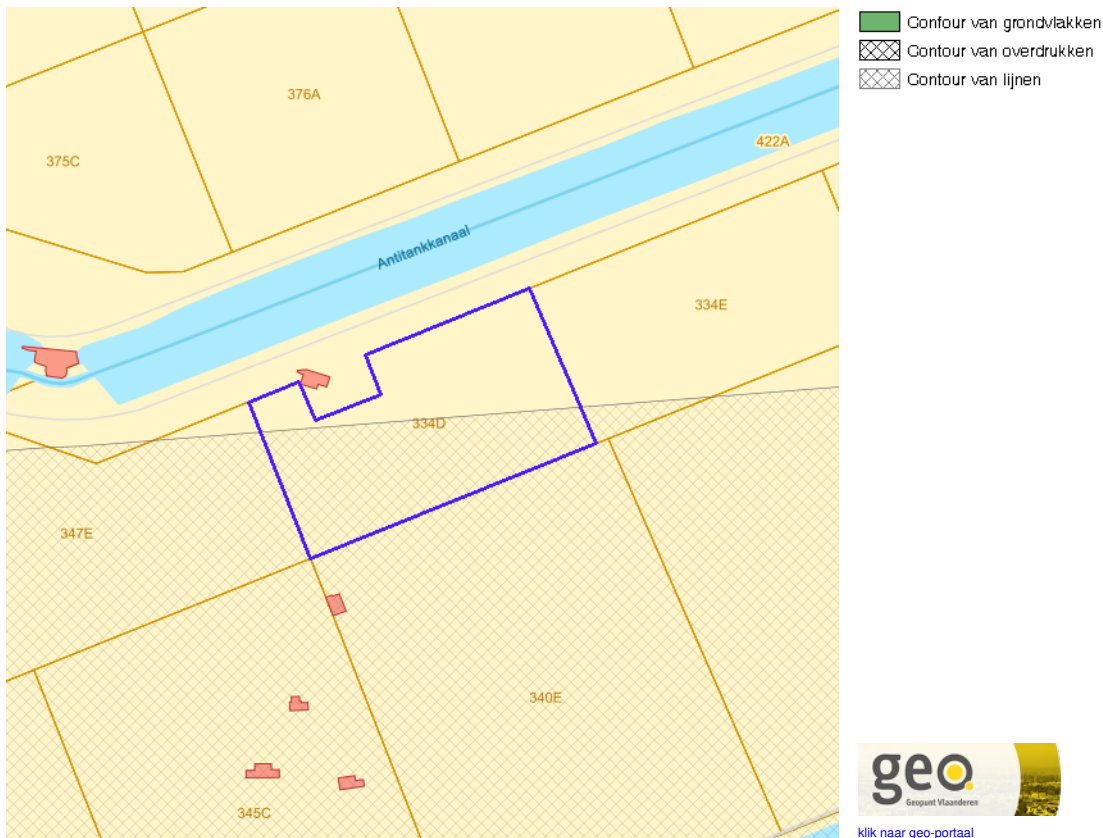 Contour van grondvlakken
Contour van overdrukken
Contour van lijnen
376A
375C
422A
Antitankkanaal
334E
334D
347E
340E
345C
geo.
Geopunt Vlaanderen
klik naar geo-portaal